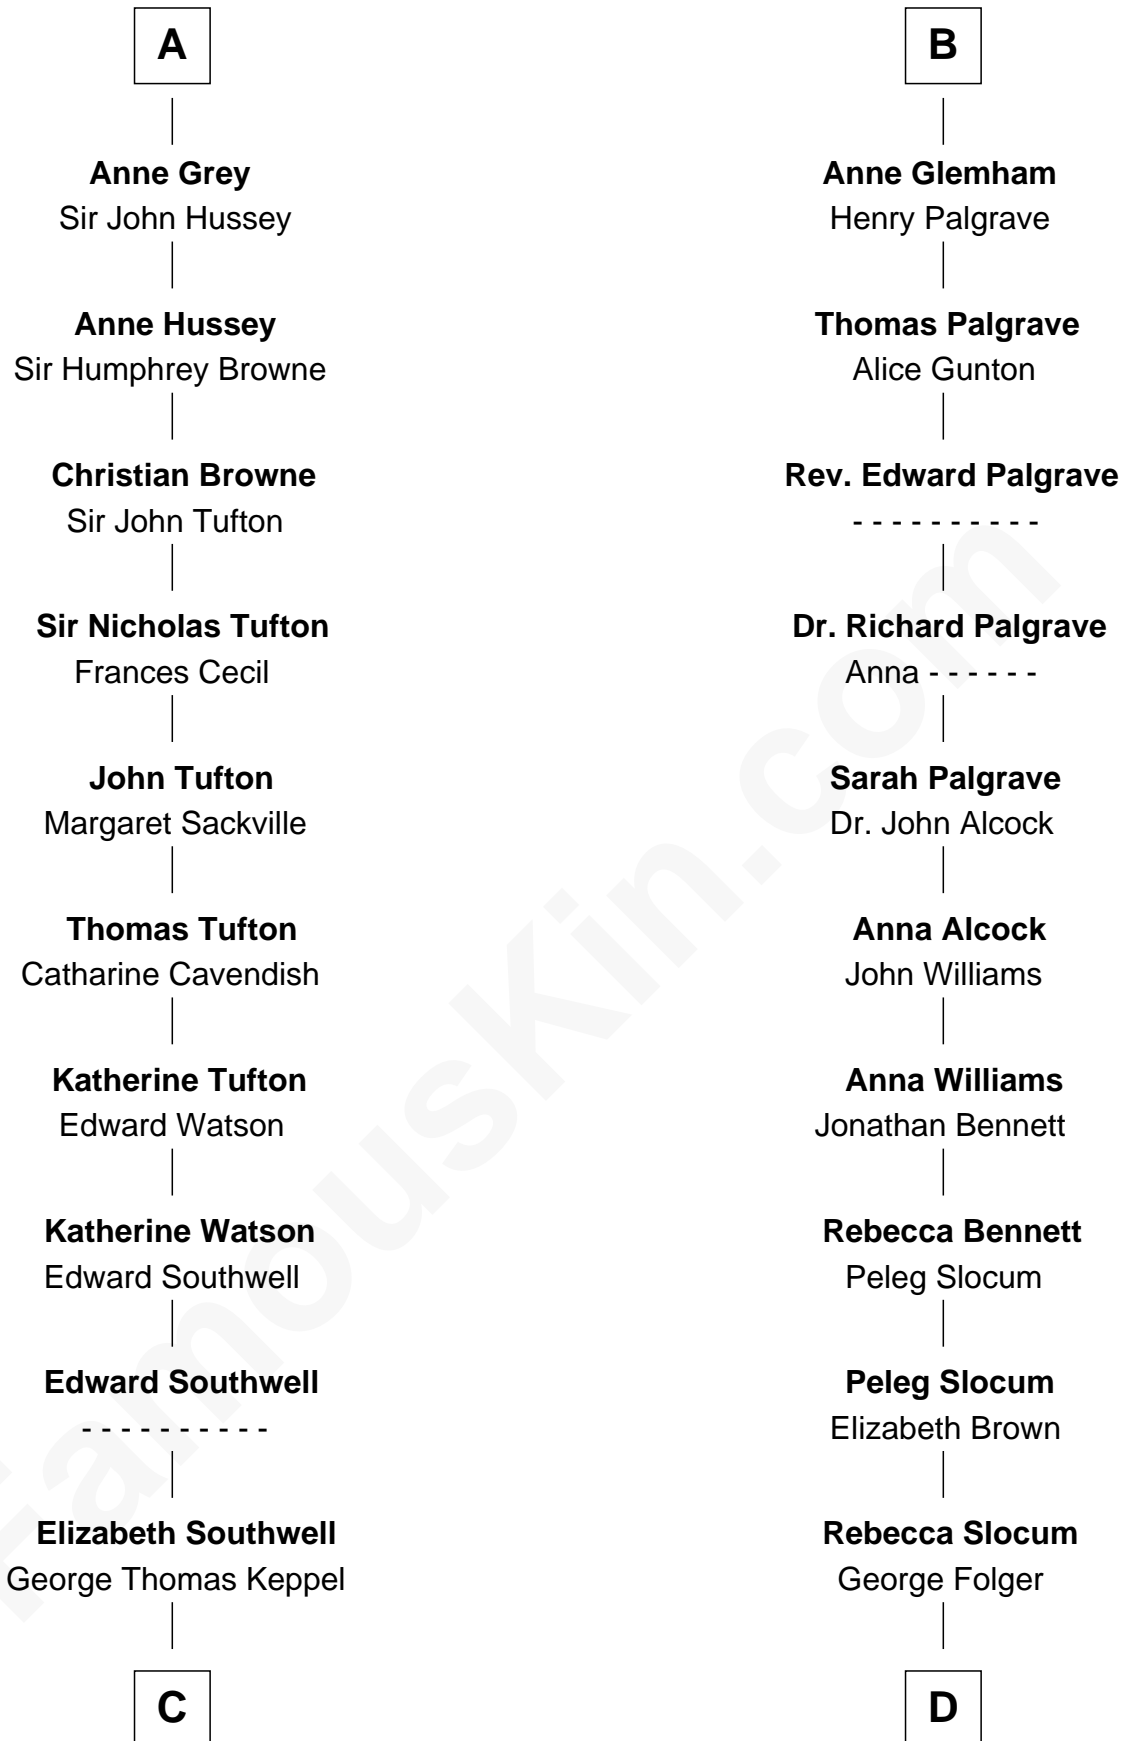 A
Anne Grey
Sir John Hussey
Anne Hussey
Sir Humphrey Browne
Christian Browne
Sir John Tufton
Sir Nicholas Tufton
Frances Cecil
John Tufton
Margaret Sackville
Thomas Tufton
Catharine Cavendish
Katherine Tufton
Edward Watson
Katherine Watson
Edward Southwell
Edward Southwell
- - - - - - - - - -
Elizabeth Southwell
George Thomas Keppel
C
B
Anne Glemham
Henry Palgrave
Thomas Palgrave
Alice Gunton
Rev. Edward Palgrave
- - - - - - - - - -
Dr. Richard Palgrave
Anna - - - - - -
Sarah Palgrave
Dr. John Alcock
Anna Alcock
John Williams
Anna Williams
Jonathan Bennett
Rebecca Bennett
Peleg Slocum
Peleg Slocum
Elizabeth Brown
Rebecca Slocum
George Folger
D
FamousKin.com